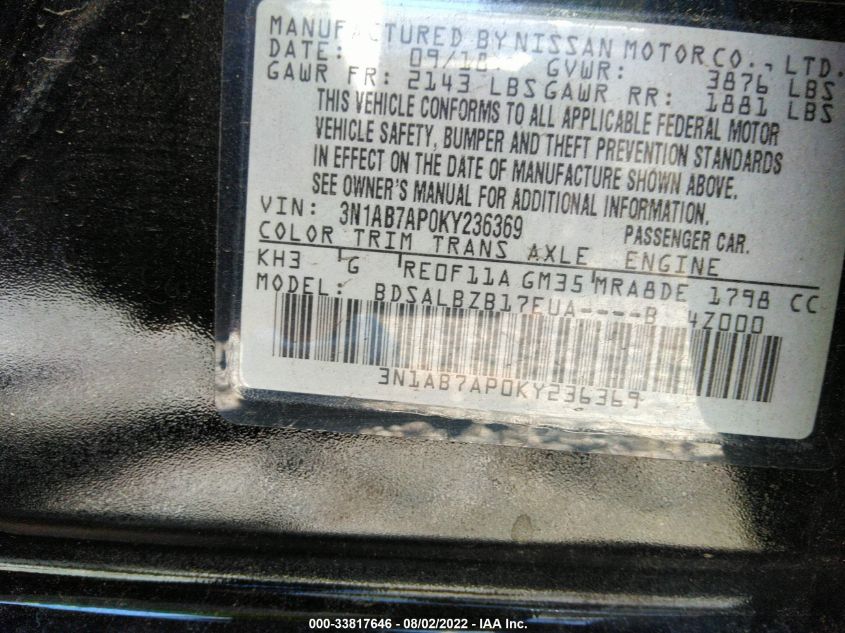 MANUFACTURED BY NISSAN MOTOR CO., LTD.
DATE: 09/18 GVWR: 3876 LBS
GAWR FR: 2143 LBS GAWR RR: 1881 LBS
THIS VEHICLE CONFORMS TO ALL APPLICABLE FEDERAL MOTOR
VEHICLE SAFETY, BUMPER AND THEFT PREVENTION STANDARDS
IN EFFECT ON THE DATE OF MANUFACTURE SHOWN ABOVE.
SEE OWNER'S MANUAL FOR ADDITIONAL INFORMATION.
VIN: 3N1AB7AP0KY236369 PASSENGER CAR.
COLOR TRIM TRANS AXLE ENGINE
KH3 G RE0F11A GM35 MRA8DE 1798 CC
MODEL: BDSALBZB17EUA----B 4Z000
3N1AB7AP0KY236369
000-33817646 - 08/02/2022 - IAA Inc.